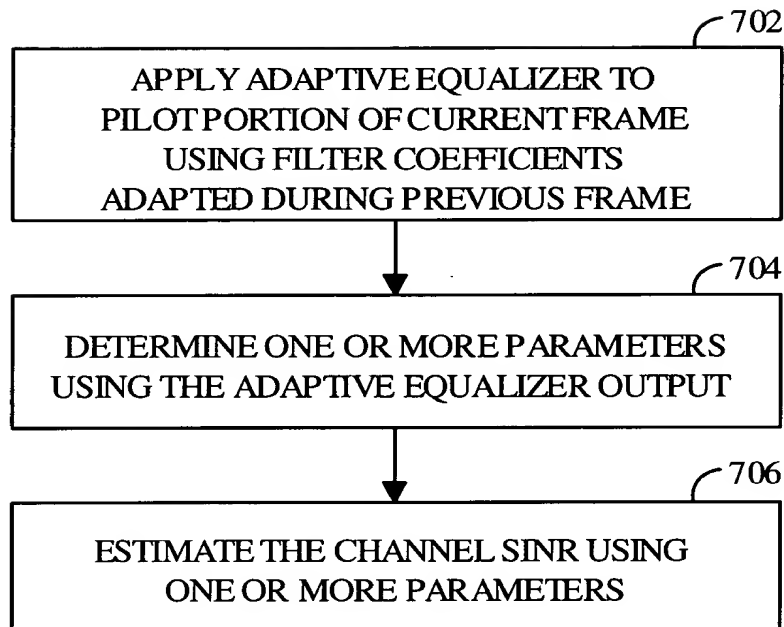 702
APPLY ADAPTIVE EQUALIZER TO
PILOT PORTION OF CURRENT FRAME
USING FILTER COEFFICIENTS
ADAPTED DURING PREVIOUS FRAME
704
DETERMINE ONE OR MORE PARAMETERS
USING THE ADAPTIVE EQUALIZER OUTPUT
706
ESTIMATE THE CHANNEL SINR USING
ONE OR MORE PARAMETERS